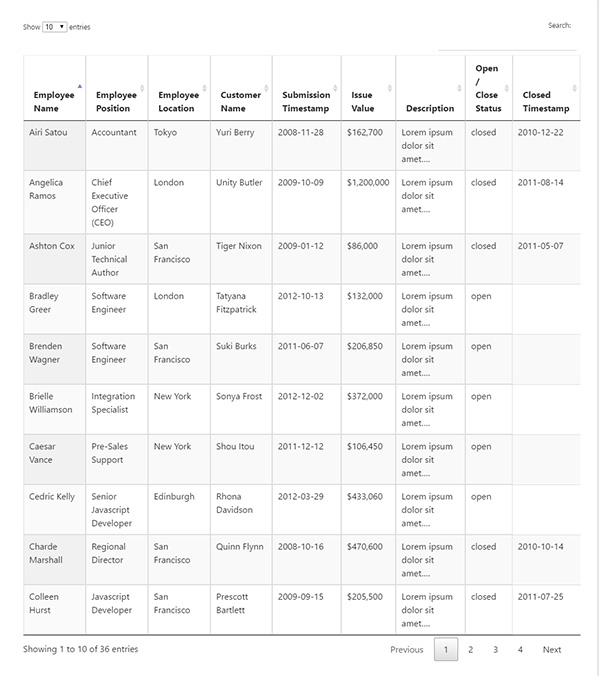 Show 10 entries Search:
Employee Name Employee Position Employee Location Customer Name Submission Timestamp Issue Value Description Open / Close Status Closed Timestamp
Airi Satou Accountant Tokyo Yuri Berry 2008-11-28 $162,700 Lorem ipsum dolor sit amet.... closed 2010-12-22
Angelica Ramos Chief Executive Officer (CEO) London Unity Butler 2009-10-09 $1,200,000 Lorem ipsum dolor sit amet.... closed 2011-08-14
Ashton Cox Junior Technical Author San Francisco Tiger Nixon 2009-01-12 $86,000 Lorem ipsum dolor sit amet.... closed 2011-05-07
Bradley Greer Software Engineer London Tatyana Fitzpatrick 2012-10-13 $132,000 Lorem ipsum dolor sit amet.... open
Brenden Wagner Software Engineer San Francisco Suki Burks 2011-06-07 $206,850 Lorem ipsum dolor sit amet.... open
Brielle Williamson Integration Specialist New York Sonya Frost 2012-12-02 $372,000 Lorem ipsum dolor sit amet.... open
Caesar Vance Pre-Sales Support New York Shou Itou 2011-12-12 $106,450 Lorem ipsum dolor sit amet.... open
Cedric Kelly Senior Javascript Developer Edinburgh Rhona Davidson 2012-03-29 $433,060 Lorem ipsum dolor sit amet.... open
Charde Marshall Regional Director San Francisco Quinn Flynn 2008-10-16 $470,600 Lorem ipsum dolor sit amet.... closed 2010-10-14
Colleen Hurst Javascript Developer San Francisco Prescott Bartlett 2009-09-15 $205,500 Lorem ipsum dolor sit amet.... closed 2011-07-25
Showing 1 to 10 of 36 entries Previous 1 2 3 4 Next